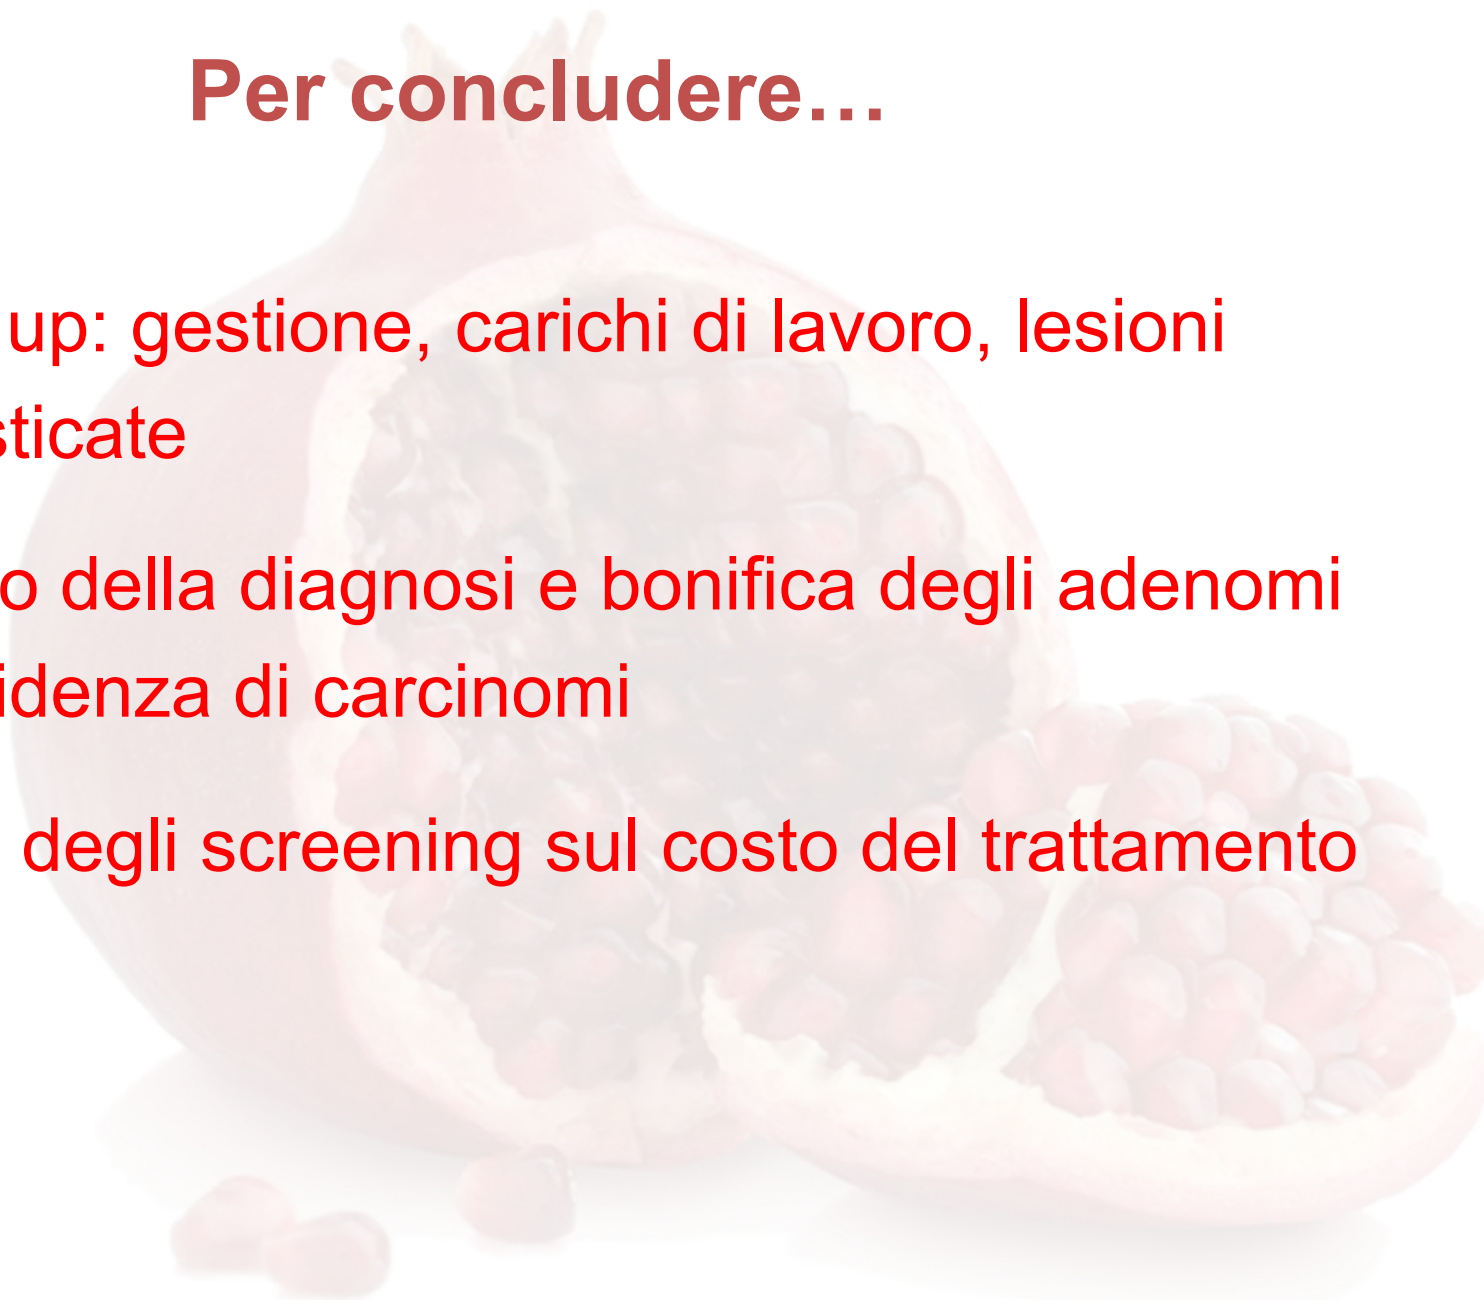 Per concludere…
up: gestione, carichi di lavoro, lesioni
sticate
o della diagnosi e bonifica degli adenomi
idenza di carcinomi
degli screening sul costo del trattamento